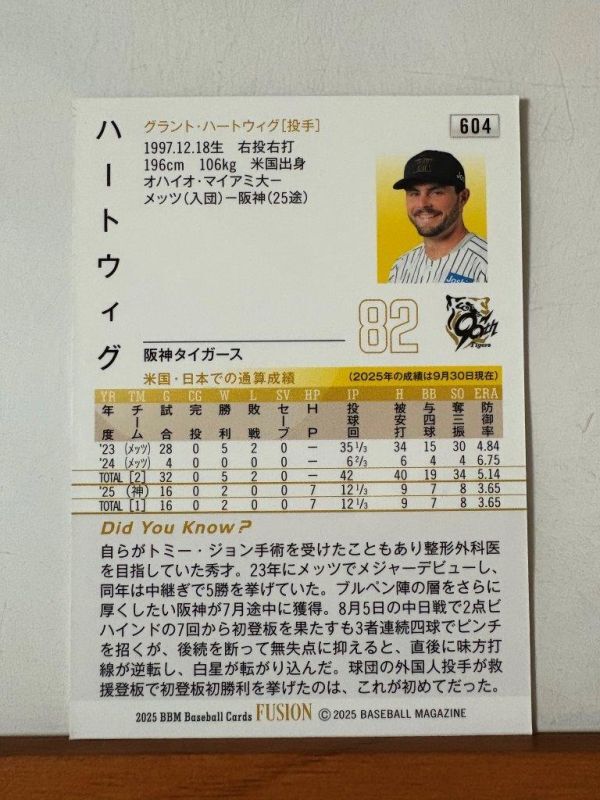 ハートウィグ
グラント・ハートウィグ[投手]
604
1997.12.18生 右投右打
196cm 106kg 米国出身
オハイオ・マイアミ大－
メッツ(入団)－阪神(25途)
82
90th
Tigers
阪神タイガース
米国・日本での通算成績 (2025年の成績は9月30日現在)
YR TM G CG W L SV HP IP H BB SO ERA
年度 チーム 試合 完投 勝利 敗戦 セーブ HP 投球回 被安打 与四球 奪三振 防御率
'23 (メッツ) 28 0 5 2 0 － 35 1/3 34 15 30 4.84
'24 (メッツ) 4 0 0 0 0 － 6 2/3 6 4 4 6.75
TOTAL [2] 32 0 5 2 0 － 42 40 19 34 5.14
'25 (神) 16 0 2 0 0 7 12 1/3 9 7 8 3.65
TOTAL [1] 16 0 2 0 0 7 12 1/3 9 7 8 3.65
Did You Know?
自らがトミー・ジョン手術を受けたこともあり整形外科医
を目指していた秀才。23年にメッツでメジャーデビューし、
同年は中継ぎで5勝を挙げていた。ブルペン陣の層をさらに
厚くしたい阪神が7月途中に獲得。8月5日の中日戦で2点ビ
ハインドの7回から初登板を果たすも3者連続四球でピンチ
を招くが、後続を断って無失点に抑えると、直後に味方打
線が逆転し、白星が転がり込んだ。球団の外国人投手が救
援登板で初登板初勝利を挙げたのは、これが初めてだった。
2025 BBM Baseball Cards FUSION © 2025 BASEBALL MAGAZINE